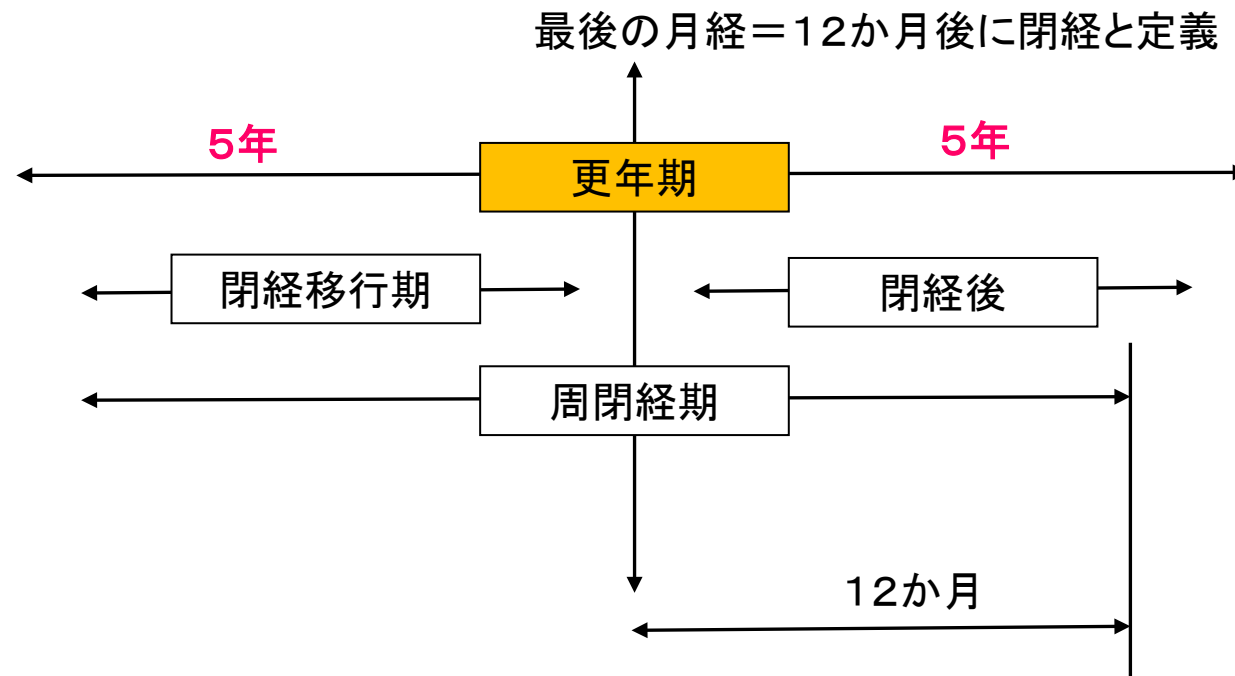 最後の月経＝１２か月後に閉経と定義
５年
５年
更年期
閉経移行期
閉経後
周閉経期
１２か月